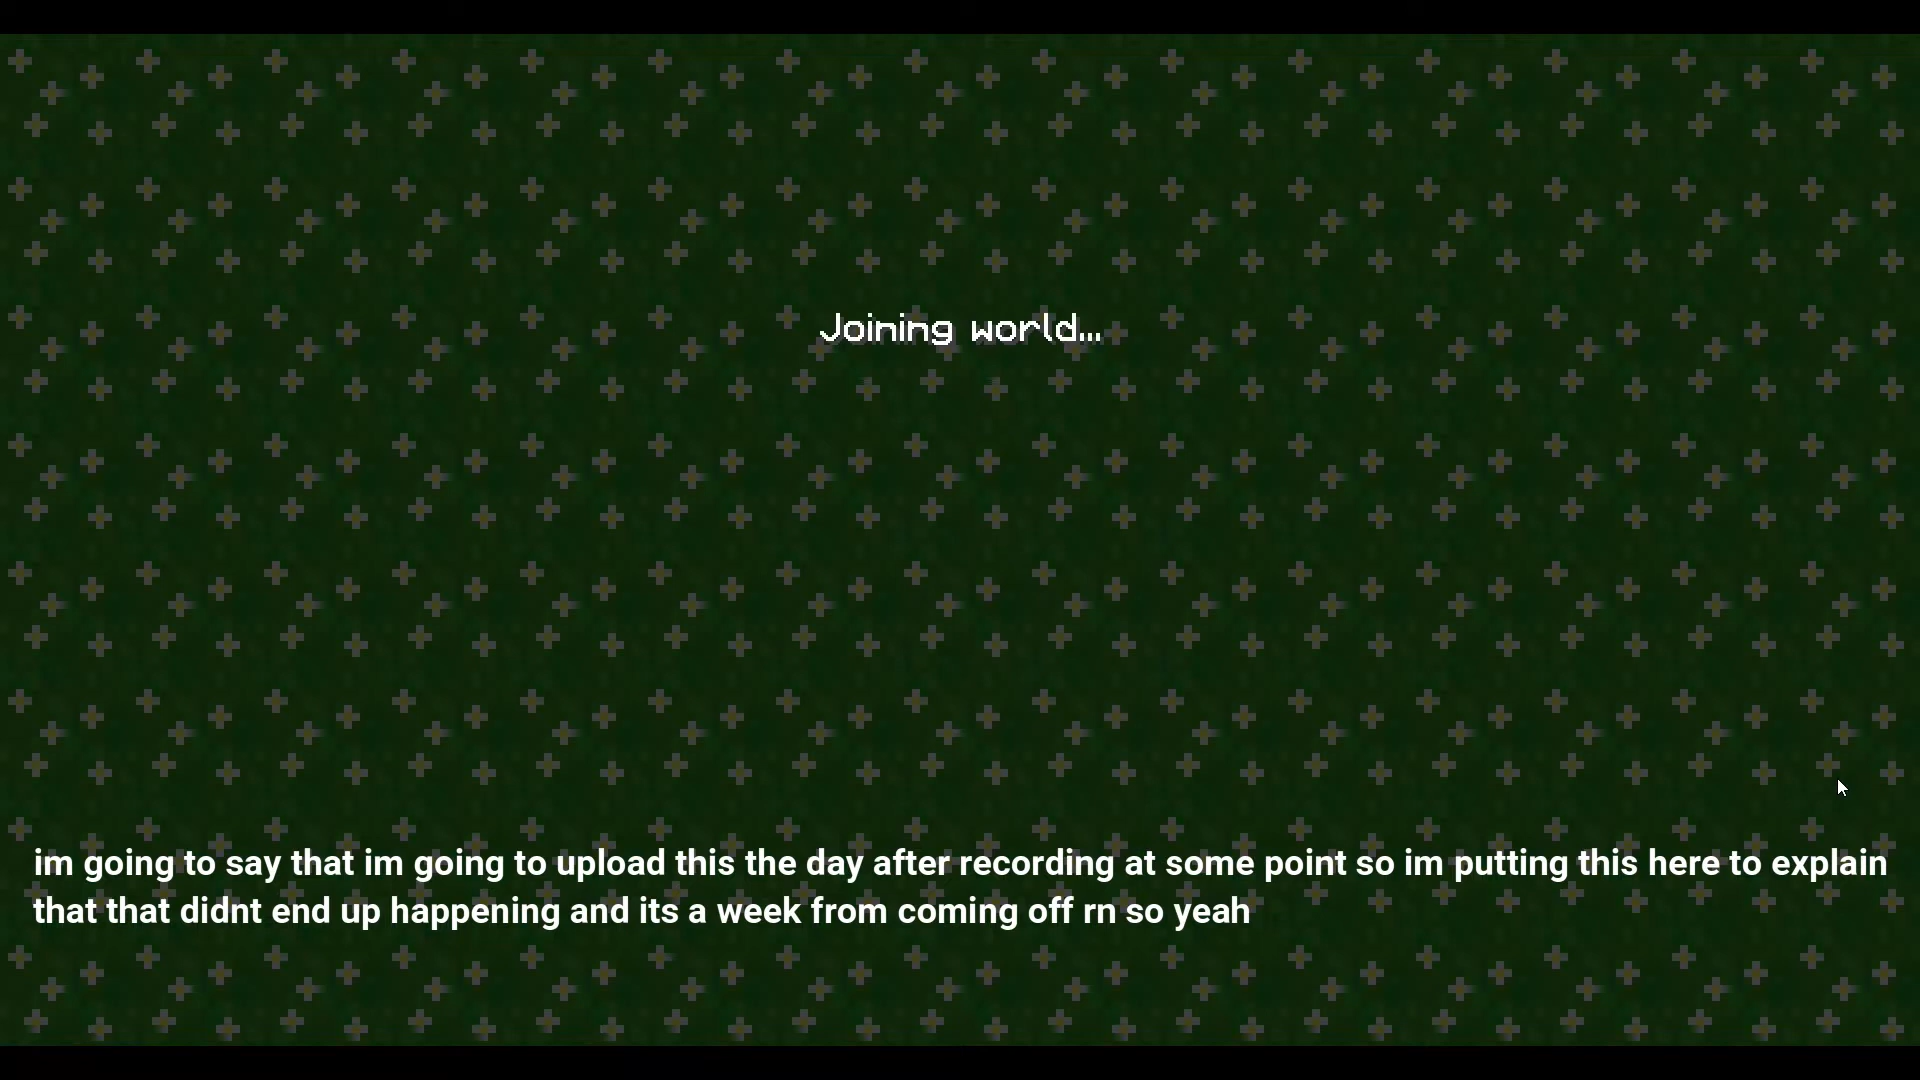 Joining world...
im going to say that im going to upload this the day after recording at some point so im putting this here to explain
that that didnt end up happening and its a week from coming off rn so yeah